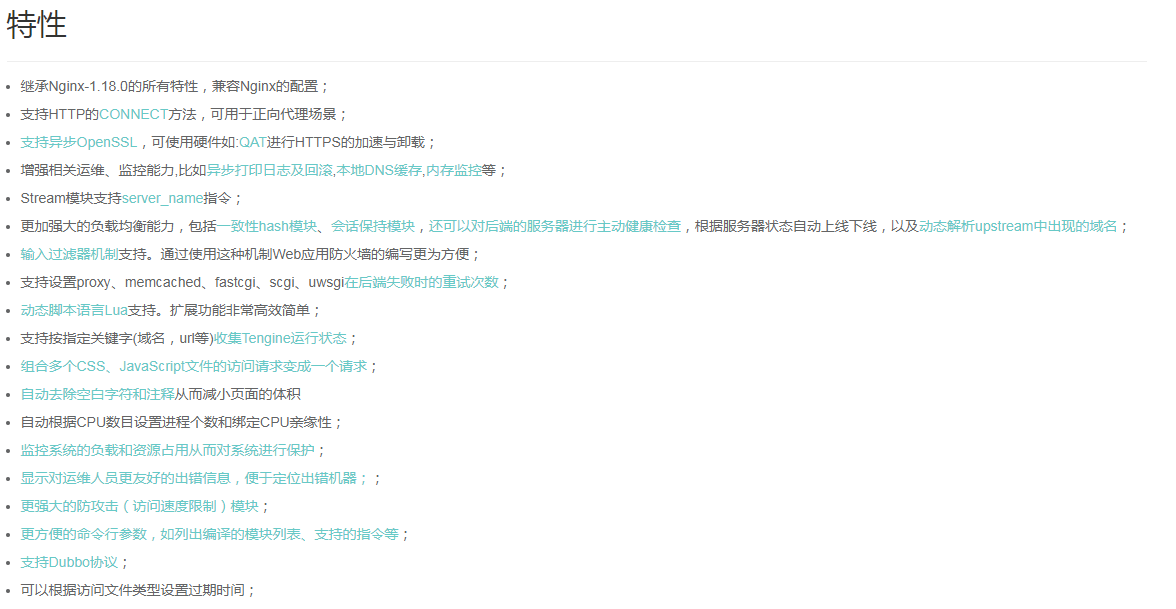 特性
继承Nginx-1.18.0的所有特性，兼容Nginx的配置；
支持HTTP的CONNECT方法，可用于正向代理场景；
支持异步OpenSSL，可使用硬件如:QAT进行HTTPS的加速与卸载；
增强相关运维、监控能力,比如异步打印日志及回滚,本地DNS缓存,内存监控等；
Stream模块支持server_name指令；
更加强大的负载均衡能力，包括一致性hash模块、会话保持模块，还可以对后端的服务器进行主动健康检查，根据服务器状态自动上线下线，以及动态解析upstream中出现的域名；
输入过滤器机制支持。通过使用这种机制Web应用防火墙的编写更为方便；
支持设置proxy、memcached、fastcgi、scgi、uwsgi在后端失败时的重试次数；
动态脚本语言Lua支持。扩展功能非常高效简单；
支持按指定关键字(域名，url等)收集Tengine运行状态；
组合多个CSS、JavaScript文件的访问请求变成一个请求；
自动去除空白字符和注释从而减小页面的体积
自动根据CPU数目设置进程个数和绑定CPU亲缘性；
监控系统的负载和资源占用从而对系统进行保护；
显示对运维人员更友好的出错信息，便于定位出错机器；；
更强大的防攻击（访问速度限制）模块；
更方便的命令行参数，如列出编译的模块列表、支持的指令等；
支持Dubbo协议；
可以根据访问文件类型设置过期时间；